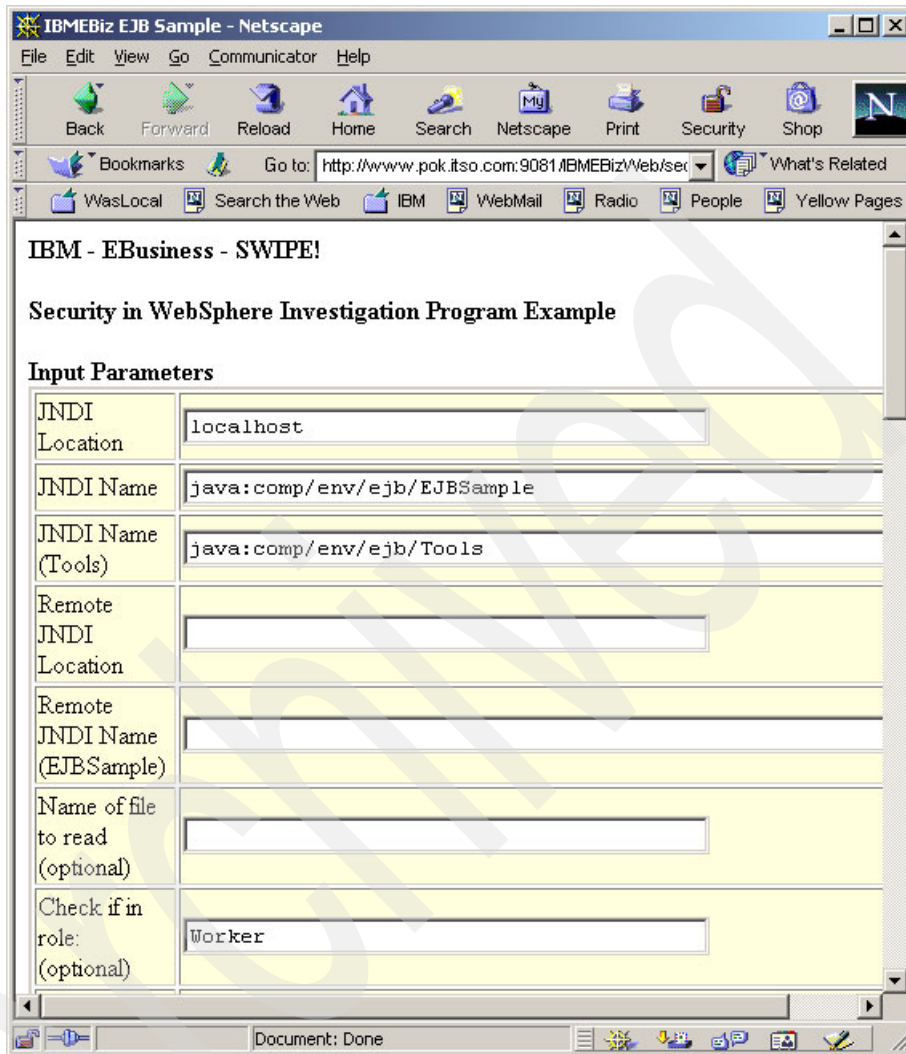 IBMEBiz EJB Sample - Netscape
File Edit View Go Communicator Help
My
N
Back Forward Reload Home Search Netscape Print Security Shop
Bookmarks Go to: http://www.pok.itso.com:9081/IBMEBizWeb/sec What's Related
WasLocal Search the Web IBM WebMail Radio People Yellow Pages
IBM - EBusiness - SWIPE!
Security in WebSphere Investigation Program Example
Input Parameters
JNDI
Location
localhost
JNDI Name
java:comp/env/ejb/EJBSample
JNDI Name
(Tools)
java:comp/env/ejb/Tools
Remote
JNDI
Location
Remote
JNDI Name
(EJBSample)
Name of file
to read
(optional)
Check if in
role:
(optional)
Worker
Document: Done
Archived